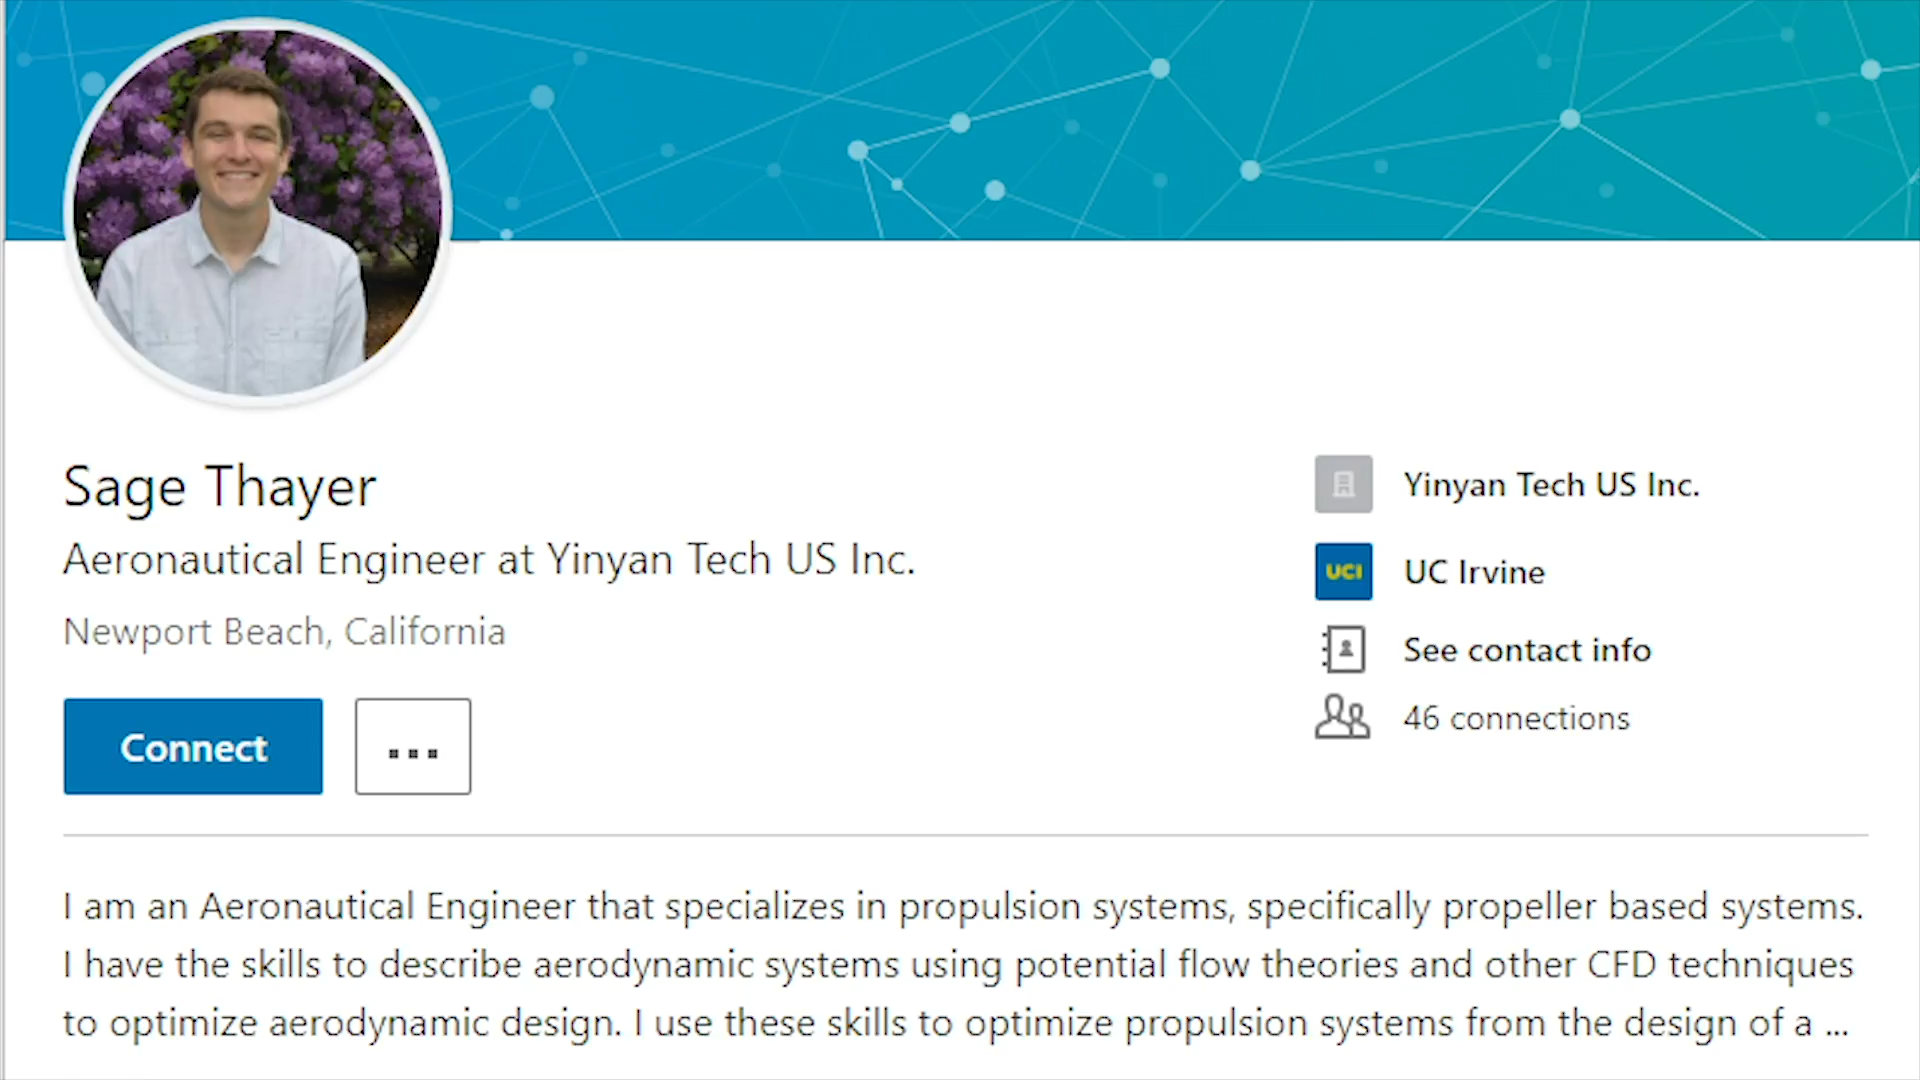 Sage Thayer
Aeronautical Engineer at Yinyan Tech US Inc.
Newport Beach, California
Connect
...
Yinyan Tech US Inc.
UCI
UC Irvine
See contact info
46 connections
I am an Aeronautical Engineer that specializes in propulsion systems, specifically propeller based systems.
I have the skills to describe aerodynamic systems using potential flow theories and other CFD techniques
to optimize aerodynamic design. I use these skills to optimize propulsion systems from the design of a ...